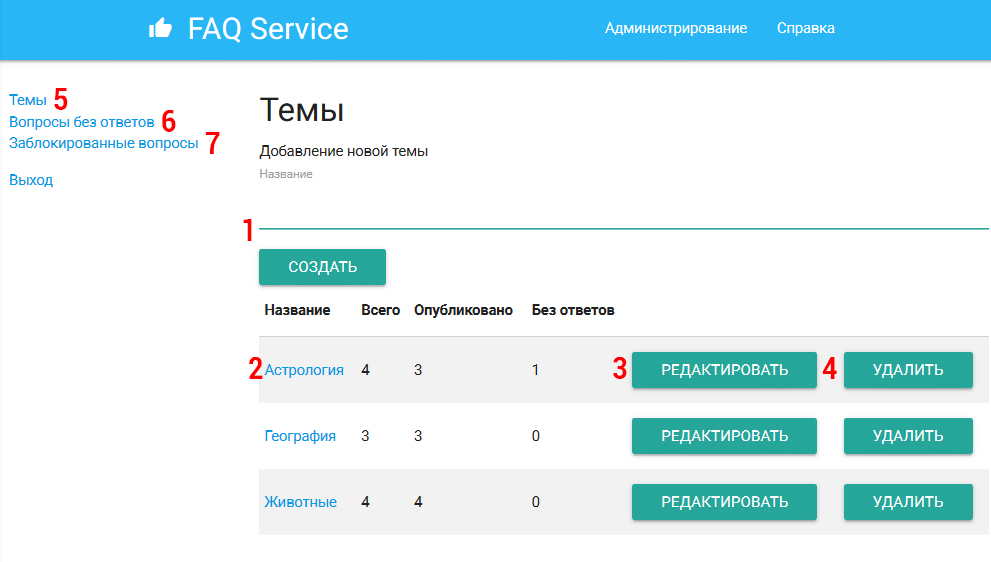 FAQ Service
Администрирование Справка
Темы 5
Вопросы без ответов 6
Заблокированные вопросы 7
Выход
Темы
Добавление новой темы
Название
1
СОЗДАТЬ
Название Всего Опубликовано Без ответов
2 Астрология 4 3 1 3 РЕДАКТИРОВАТЬ 4 УДАЛИТЬ
География 3 3 0 РЕДАКТИРОВАТЬ УДАЛИТЬ
Животные 4 4 0 РЕДАКТИРОВАТЬ УДАЛИТЬ